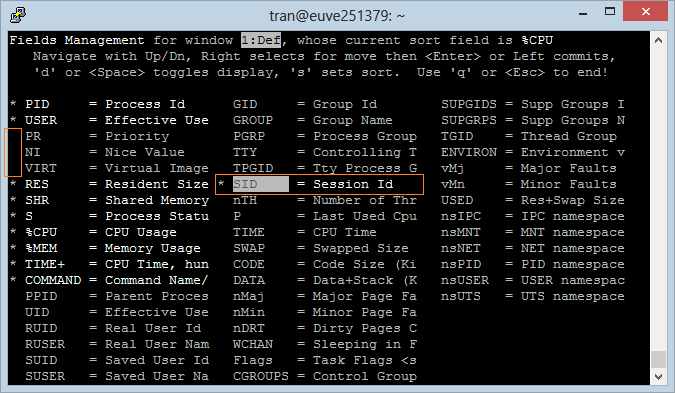 tran@euve251379: ~
Fields Management for window 1:Def, whose current sort field is %CPU
Navigate with Up/Dn, Right selects for move then <Enter> or Left commits,
'd' or <Space> toggles display, 's' sets sort.  Use 'q' or <Esc> to end!
* PID     = Process Id       GID     = Group Id         SUPGIDS = Supp Groups I
* USER    = Effective Use    GROUP   = Group Name       SUPGRPS = Supp Groups N
PR      = Priority         PGRP    = Process Group    TGID    = Thread Group
NI      = Nice Value       TTY     = Controlling T    ENVIRON = Environment v
VIRT    = Virtual Image    TPGID   = Tty Process G    vMj     = Major Faults
* RES     = Resident Size  * SID     = Session Id       vMn     = Minor Faults
* SHR     = Shared Memory    nTH     = Number of Thr    USED    = Res+Swap Size
* S       = Process Statu    P       = Last Used Cpu    nsIPC   = IPC namespace
* %CPU    = CPU Usage        TIME    = CPU Time         nsMNT   = MNT namespace
* %MEM    = Memory Usage     SWAP    = Swapped Size     nsNET   = NET namespace
* TIME+   = CPU Time, hun    CODE    = Code Size (Ki    nsPID   = PID namespace
* COMMAND = Command Name/    DATA    = Data+Stack (K    nsUSER  = USER namespac
PPID    = Parent Proces    nMaj    = Major Page Fa    nsUTS   = UTS namespace
UID     = Effective Use    nMin    = Minor Page Fa
RUID    = Real User Id     nDRT    = Dirty Pages C
RUSER   = Real User Nam    WCHAN   = Sleeping in F
SUID    = Saved User Id    Flags   = Task Flags <s
SUSER   = Saved User Na    CGROUPS = Control Group